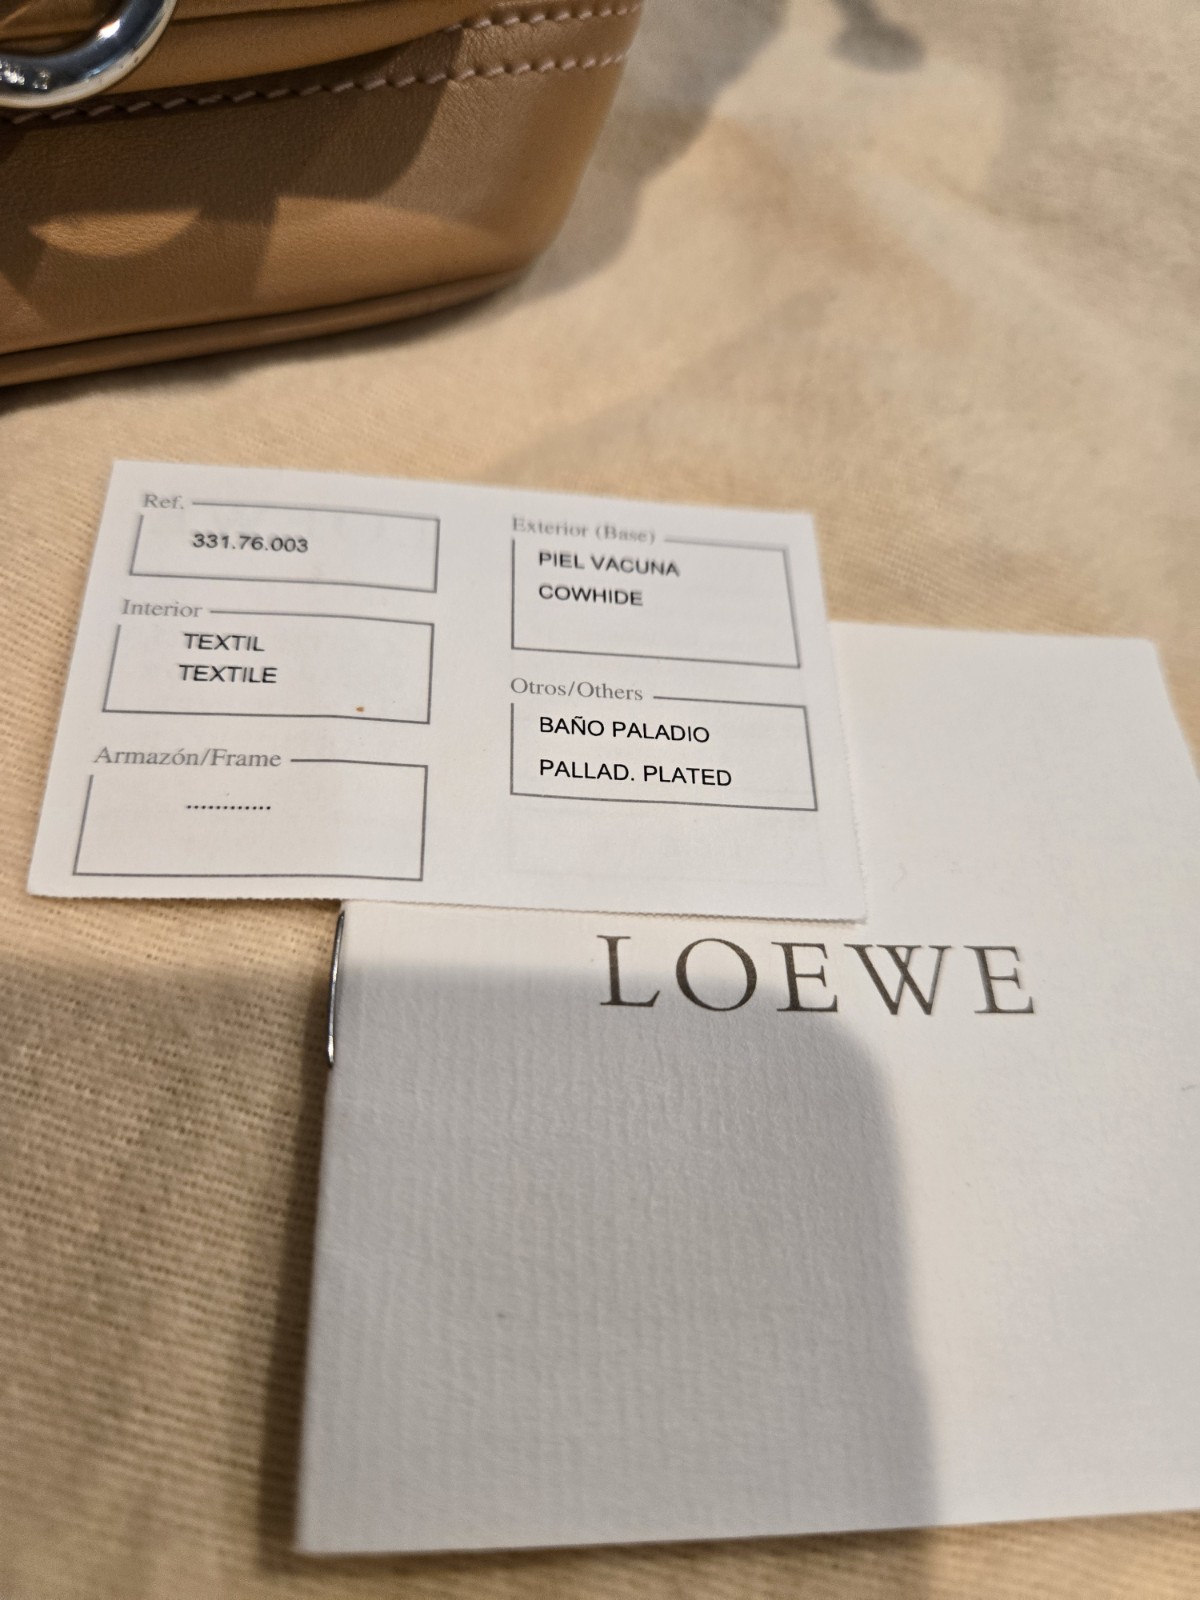 Ref.
331.76.003
Interior
TEXTIL
TEXTILE
Armazón/Frame
............
Exterior (Base)
PIEL VACUNA
COWHIDE
Otros/Others
BAÑO PALADIO
PALLAD. PLATED
LOEWE